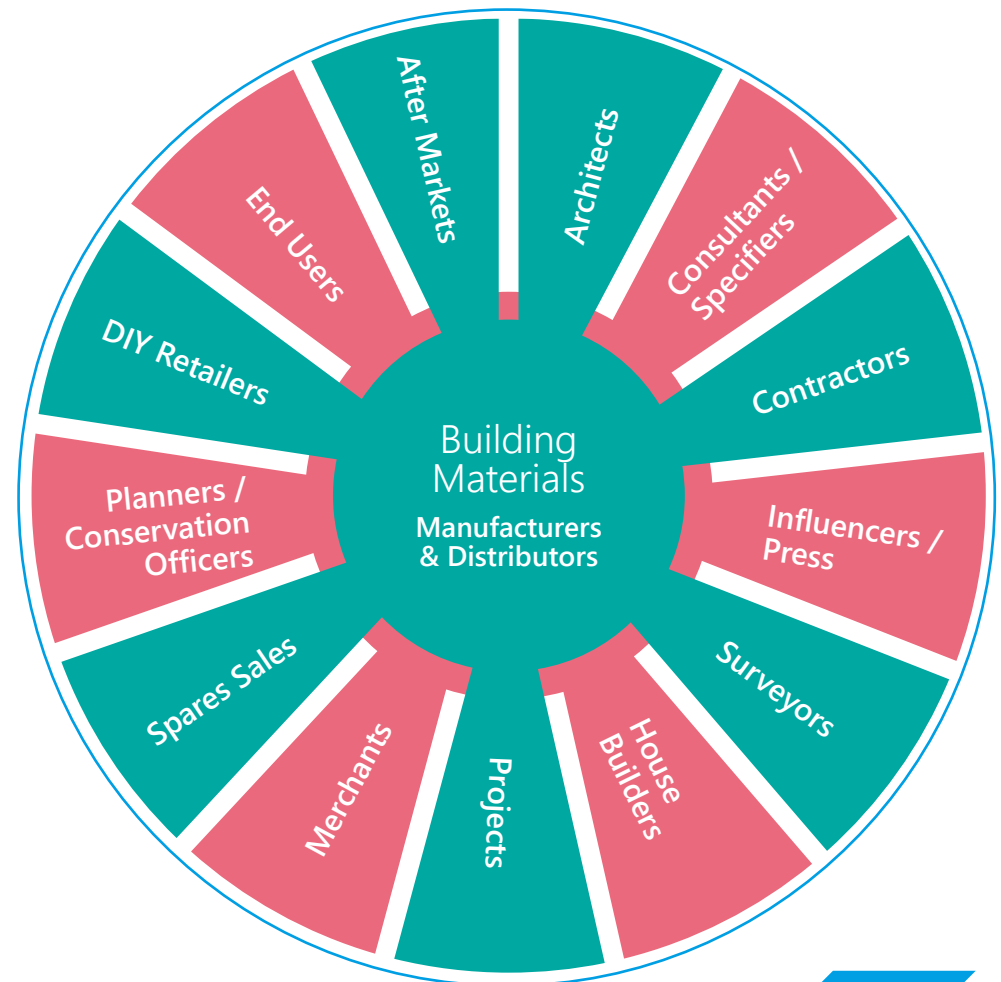 Building
Materials
Manufacturers
& Distributors
Architects
Consultants /
Specifiers
Contractors
Influencers /
Press
Surveyors
House
Builders
Projects
Merchants
Spares Sales
Planners /
Conservation
Officers
DIY Retailers
End Users
After Markets